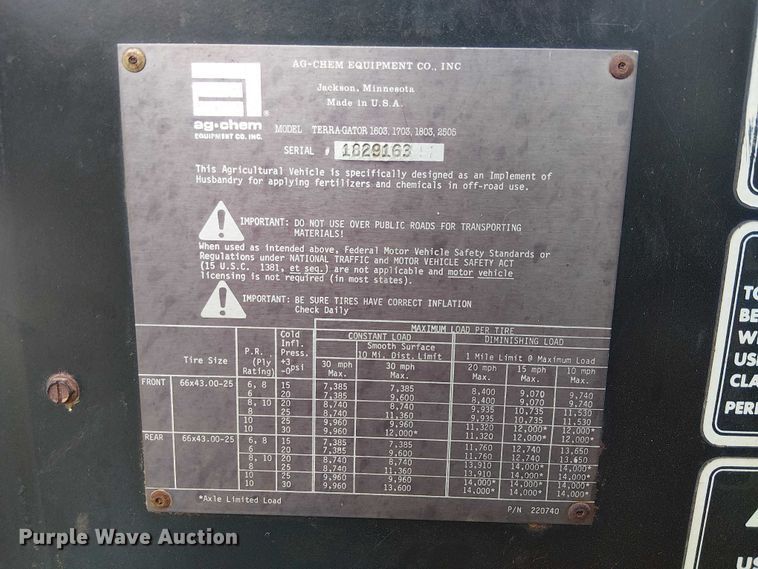 AG-CHEM EQUIPMENT CO., INC
Jackson, Minnesota
Made in U.S.A.
ag-chem
EQUIPMENT CO. INC.
MODEL TERRA-GATOR 1603, 1703, 1803, 2505
SERIAL # 1829163
This Agricultural Vehicle is specifically designed as an Implement of
Husbandry for applying fertilizers and chemicals in off-road use.
IMPORTANT: DO NOT USE OVER PUBLIC ROADS FOR TRANSPORTING
MATERIALS!
When used as intended above, Federal Motor Vehicle Safety Standards or
Regulations under NATIONAL TRAFFIC and MOTOR VEHICLE SAFETY ACT
(15 U.S.C. 1381, et seq.) are not applicable and motor vehicle
licensing is not required (in most states).
IMPORTANT: BE SURE TIRES HAVE CORRECT INFLATION
Check Daily
MAXIMUM LOAD PER TIRE
CONSTANT LOAD DIMINISHING LOAD
Tire Size P.R. (Ply Rating) Cold Infl. Press. +3 -0 Psi 30 mph Max. Smooth Surface 10 Mi. Dist. Limit 30 mph Max. 1 Mile Limit @ Maximum Load 20 mph Max. 15 mph Max. 10 mph Max.
FRONT 66x43.00-25 6, 8 15 7,385 7,385 8,400 9,070 9,740
6 20 7,385 9,600 8,400 9,070 9,740
8, 10 20 8,740 8,740 9,935 10,735 11,530
8 25 8,740 11,360 9,935 10,735 11,530
10 25 9,960 9,960 11,320 12,000* 12,000*
10 30 9,960 12,000* 11,320 12,000* 12,000*
REAR 66x43.00-25 6, 8 15 7,385 7,385 11,760 12,740 13,650
6 20 7,385 9,600 11,760 12,740 13,650
8, 10 20 8,740 8,740 13,910 14,000* 14,000*
8 25 8,740 11,360 13,910 14,000* 14,000*
10 25 9,960 9,960 14,000* 14,000* 14,000*
10 30 9,960 13,600 14,000* 14,000* 14,000*
*Axle Limited Load
P/N 220740
TO
BE
W
USE
CLA
PER
US
Purple Wave Auction